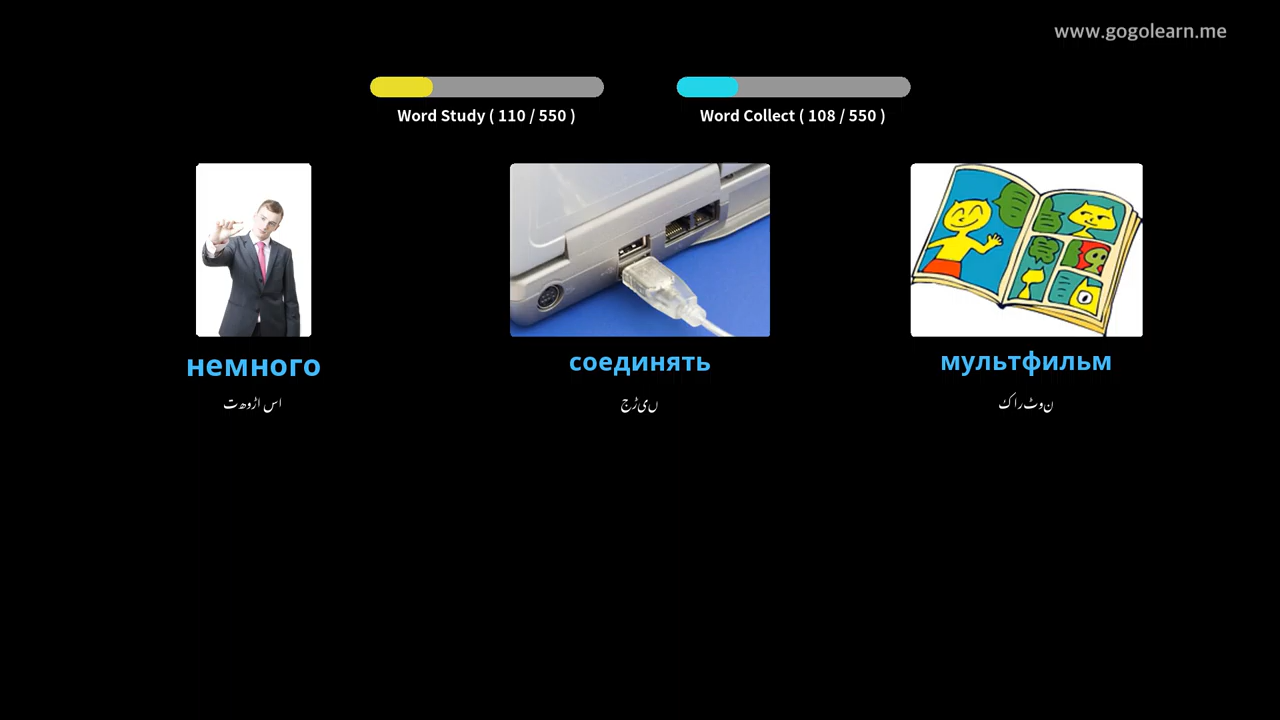 www.gogolearn.me
Word Study ( 110 / 550 )
Word Collect ( 108 / 550 )
немного
соединять
мультфильм
اس اڑوھت
ںیڑج
نوٹراک